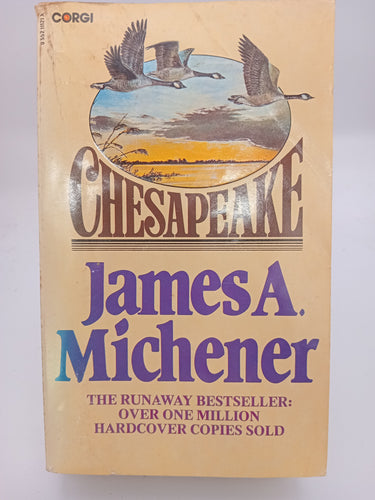 CORGI
CHESAPEAKE
James A.
Michener
THE RUNAWAY BESTSELLER:
OVER ONE MILLION
HARDCOVER COPIES SOLD